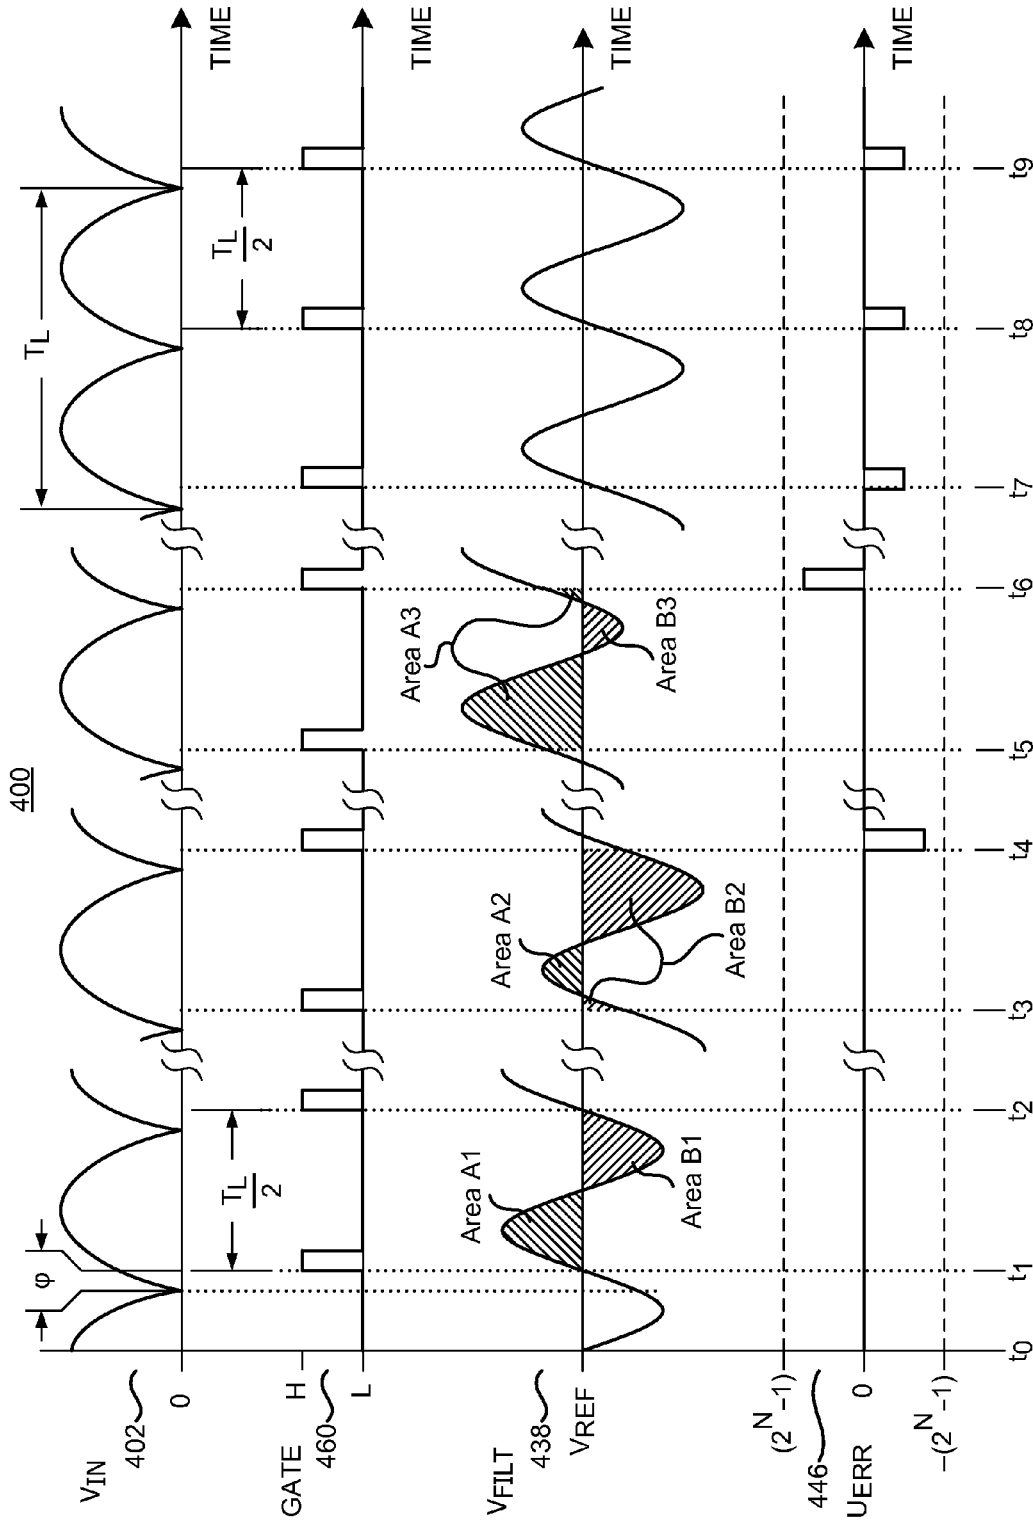 400
V_IN
402
0
φ
T_L
T_L/2
T_L/2
TIME
GATE
460
H
L
TIME
V_FILT
438
V_REF
Area A1
Area B1
Area A2
Area B2
Area A3
Area B3
TIME
(2^N -1)
446
U_ERR
0
-(2^N -1)
TIME
t0 t1 t2 t3 t4 t5 t6 t7 t8 t9